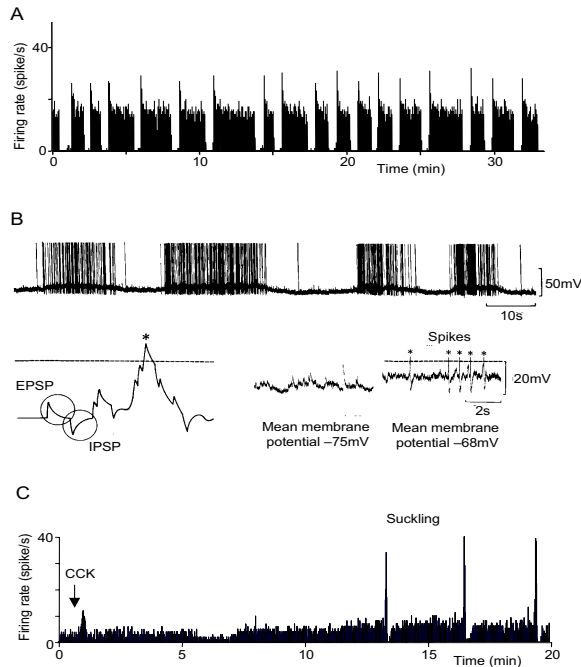 A
Firing rate (spike/s)
40
0
0 10 20 30
Time (min)
B
50mV
10s
*
EPSP
IPSP
Spikes
* * * * *
20mV
2s
Mean membrane
potential –75mV
Mean membrane
potential –68mV
C
Suckling
Firing rate (spike/s)
40
CCK
0
0 5 10 15 20
Time (min)